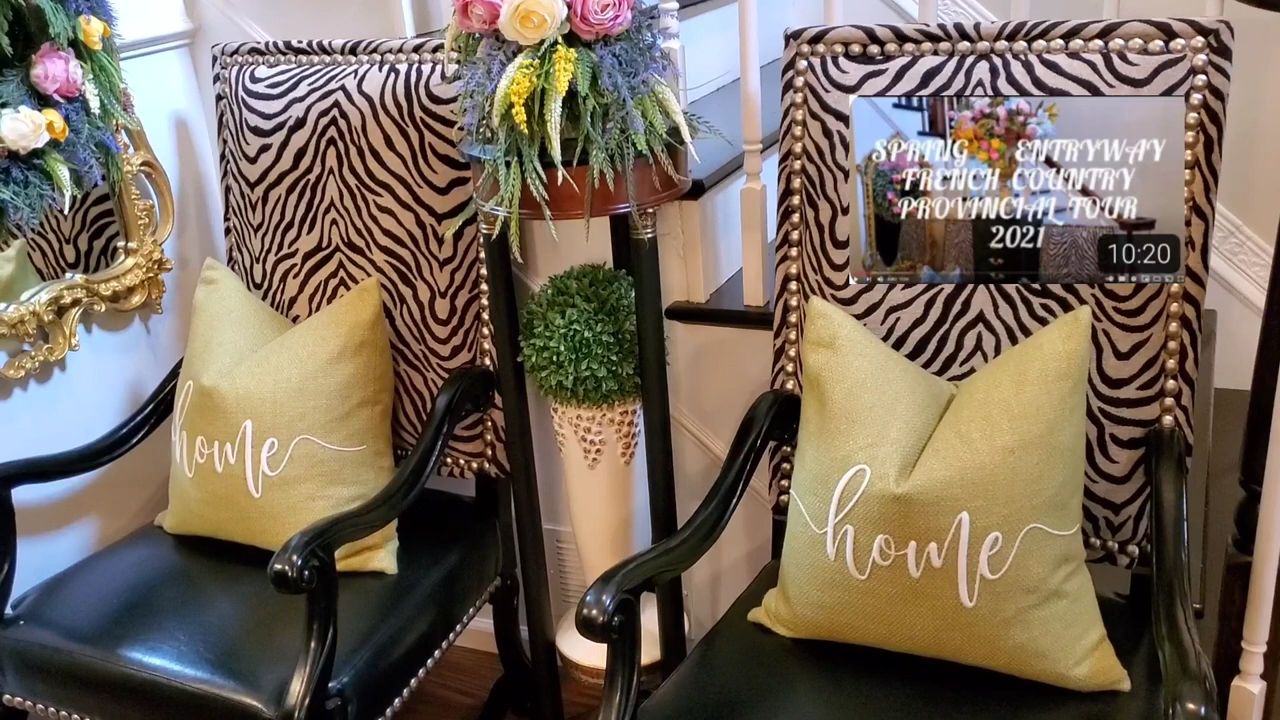 home
home
SPRING ENTRYWAY
FRENCH COUNTRY
PROVINCIAL TOUR
2021
10:20